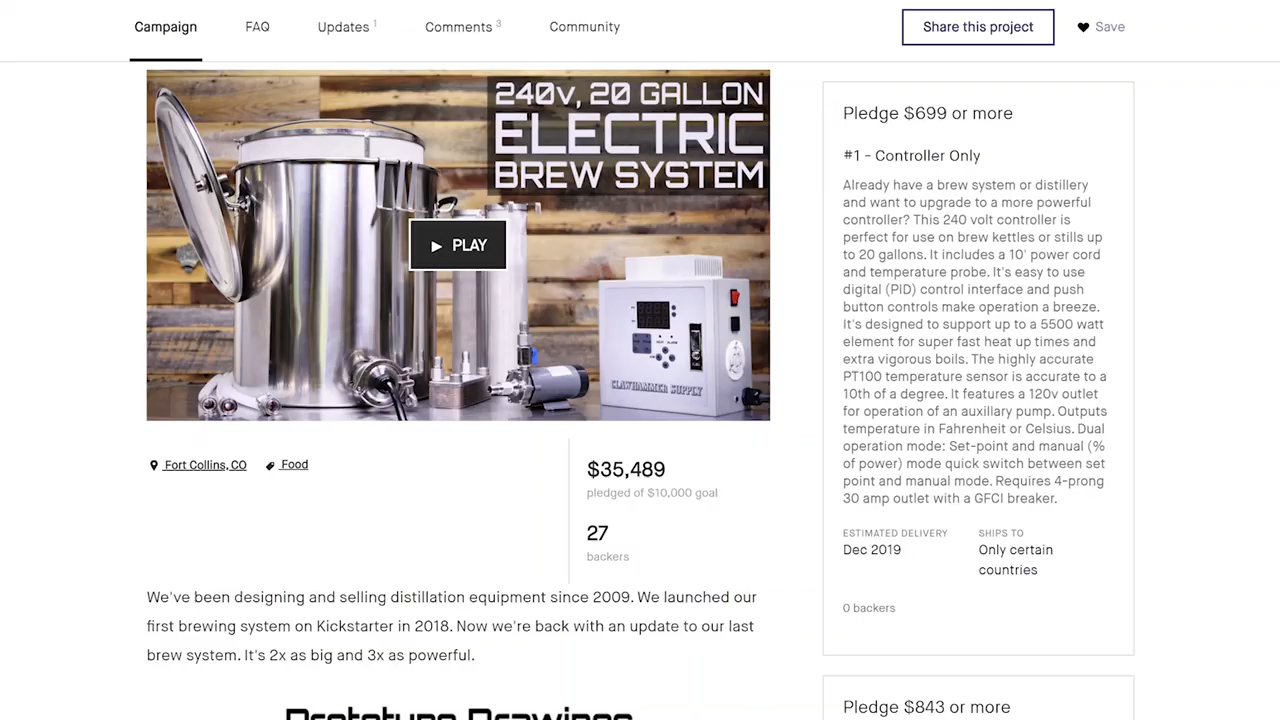 Campaign
FAQ
Updates 1
Comments 3
Community
Share this project
Save
240v, 20 GALLON
ELECTRIC
BREW SYSTEM
PLAY
CLAWHAMMER SUPPLY
Fort Collins, CO
Food
$35,489
pledged of $10,000 goal
27
backers
We've been designing and selling distillation equipment since 2009. We launched our
first brewing system on Kickstarter in 2018. Now we're back with an update to our last
brew system. It's 2x as big and 3x as powerful.
Prototype Drawings
Pledge $699 or more
#1 - Controller Only
Already have a brew system or distillery
and want to upgrade to a more powerful
controller? This 240 volt controller is
perfect for use on brew kettles or stills up
to 20 gallons. It includes a 10' power cord
and temperature probe. It's easy to use
digital (PID) control interface and push
button controls make operation a breeze.
It's designed to support up to a 5500 watt
element for super fast heat up times and
extra vigorous boils. The highly accurate
PT100 temperature sensor is accurate to a
10th of a degree. It features a 120v outlet
for operation of an auxillary pump. Outputs
temperature in Fahrenheit or Celsius. Dual
operation mode: Set-point and manual (%
of power) mode quick switch between set
point and manual mode. Requires 4-prong
30 amp outlet with a GFCI breaker.
ESTIMATED DELIVERY
Dec 2019
SHIPS TO
Only certain
countries
0 backers
Pledge $843 or more